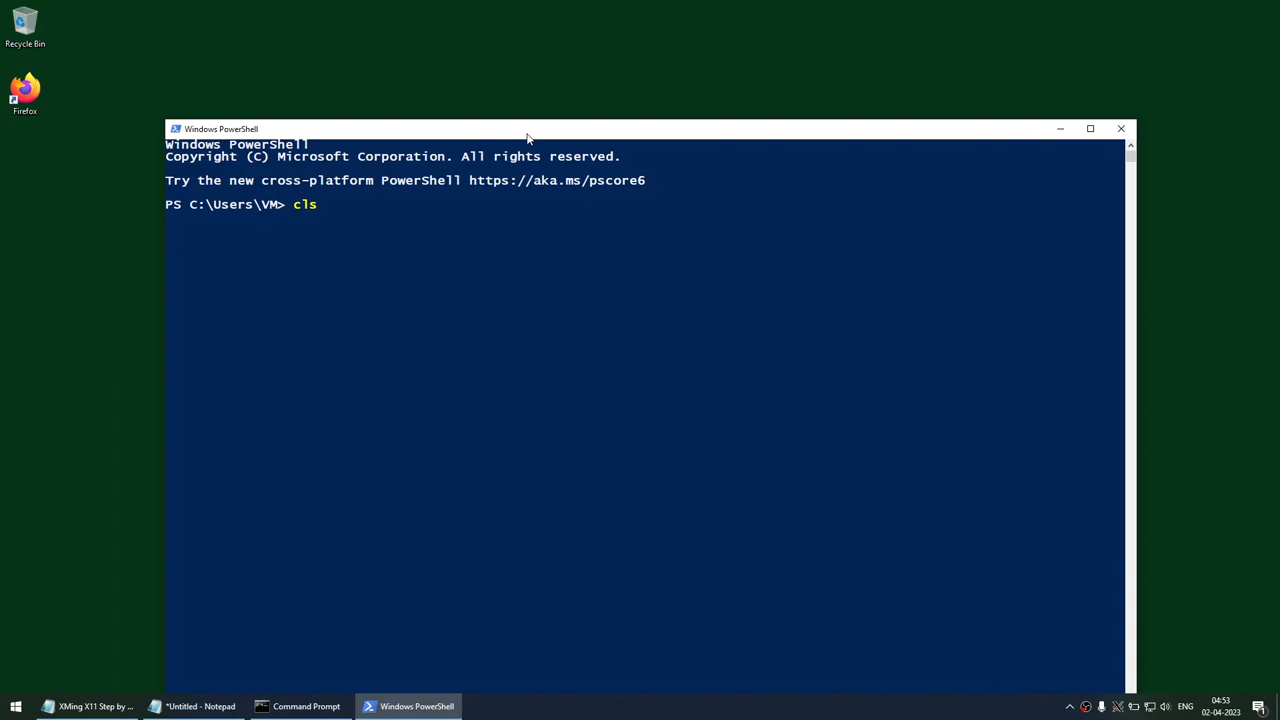 Recycle Bin
Firefox
Windows PowerShell
Windows PowerShell
Copyright (C) Microsoft Corporation. All rights reserved.
Try the new cross-platform PowerShell https://aka.ms/pscore6
PS C:\Users\VM> cls
XMing X11 Step by ...
*Untitled - Notepad
Command Prompt
Windows PowerShell
ENG
04:53
02-04-2023